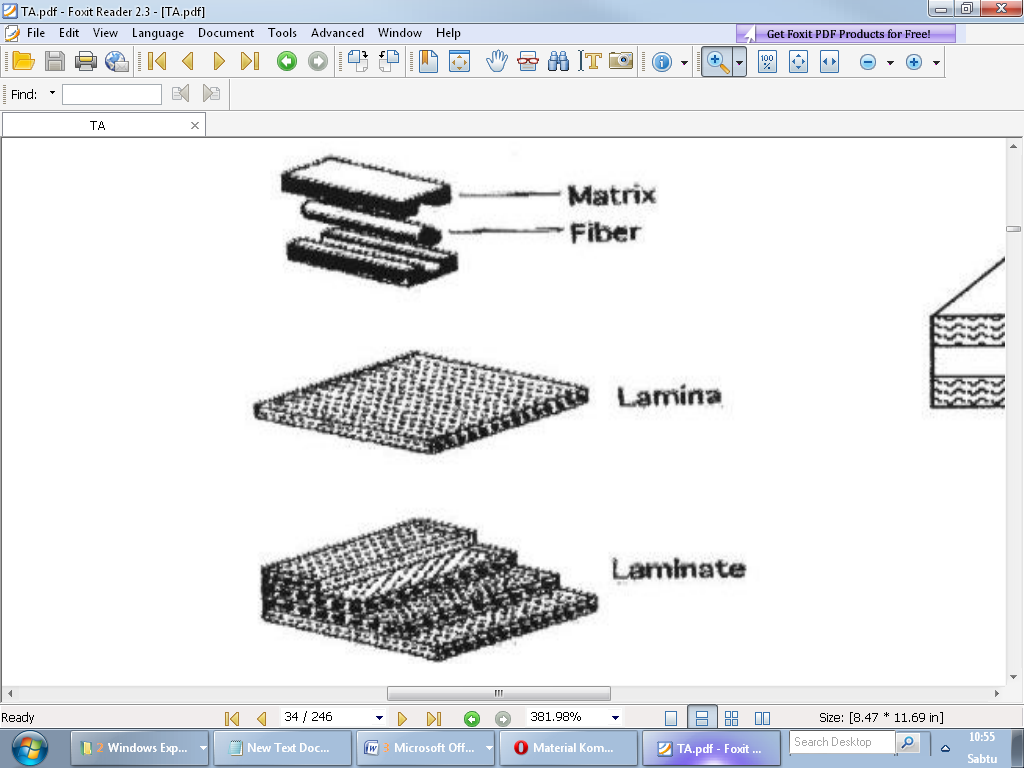 TA.pdf - Foxit Reader 2.3 - [TA.pdf]
File Edit View Language Document Tools Advanced Window Help
Get Foxit PDF Products for Free!
100 %
Find:
TA
Matrix
Fiber
Lamina
Laminate
Ready
34 / 246
381.98%
Size: [8.47 * 11.69 in]
2 Windows Exp...
New Text Doc...
Microsoft Off...
Material Kom...
TA.pdf - Foxit ...
Search Desktop
10:55
Sabtu